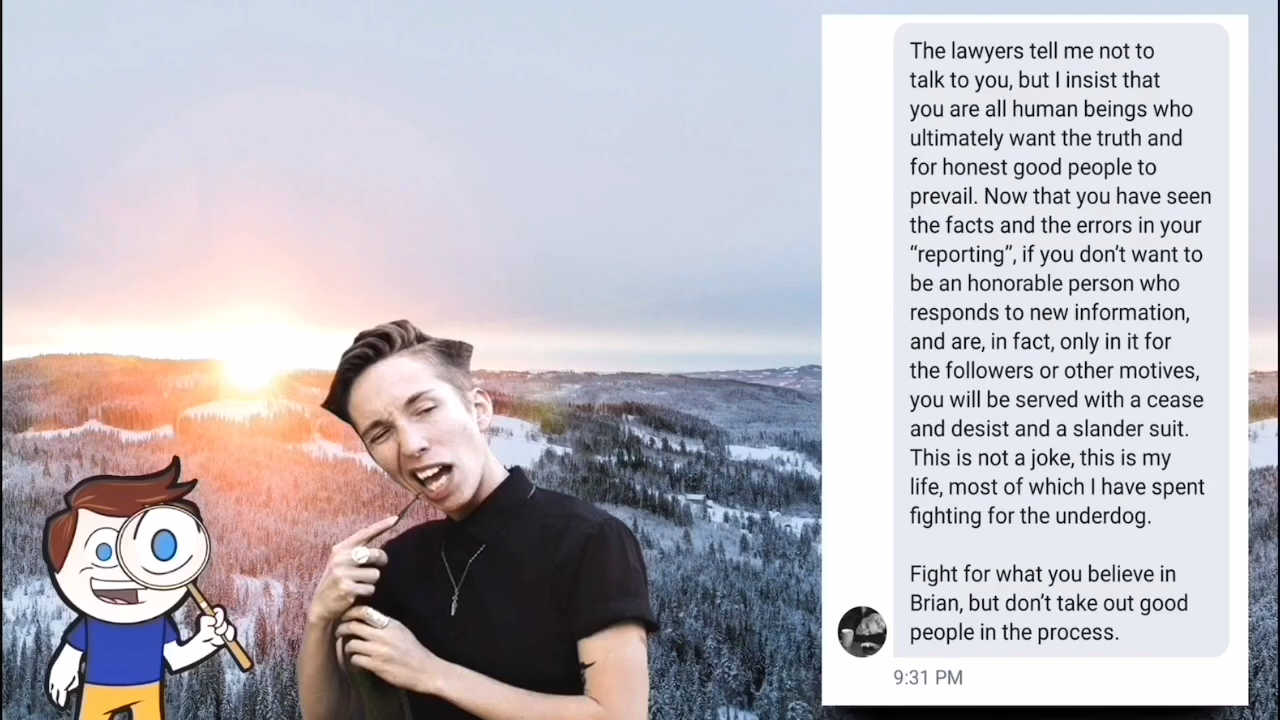 The lawyers tell me not to
talk to you, but I insist that
you are all human beings who
ultimately want the truth and
for honest good people to
prevail. Now that you have seen
the facts and the errors in your
“reporting”, if you don’t want to
be an honorable person who
responds to new information,
and are, in fact, only in it for
the followers or other motives,
you will be served with a cease
and desist and a slander suit.
This is not a joke, this is my
life, most of which I have spent
fighting for the underdog.
Fight for what you believe in
Brian, but don’t take out good
people in the process.
9:31 PM